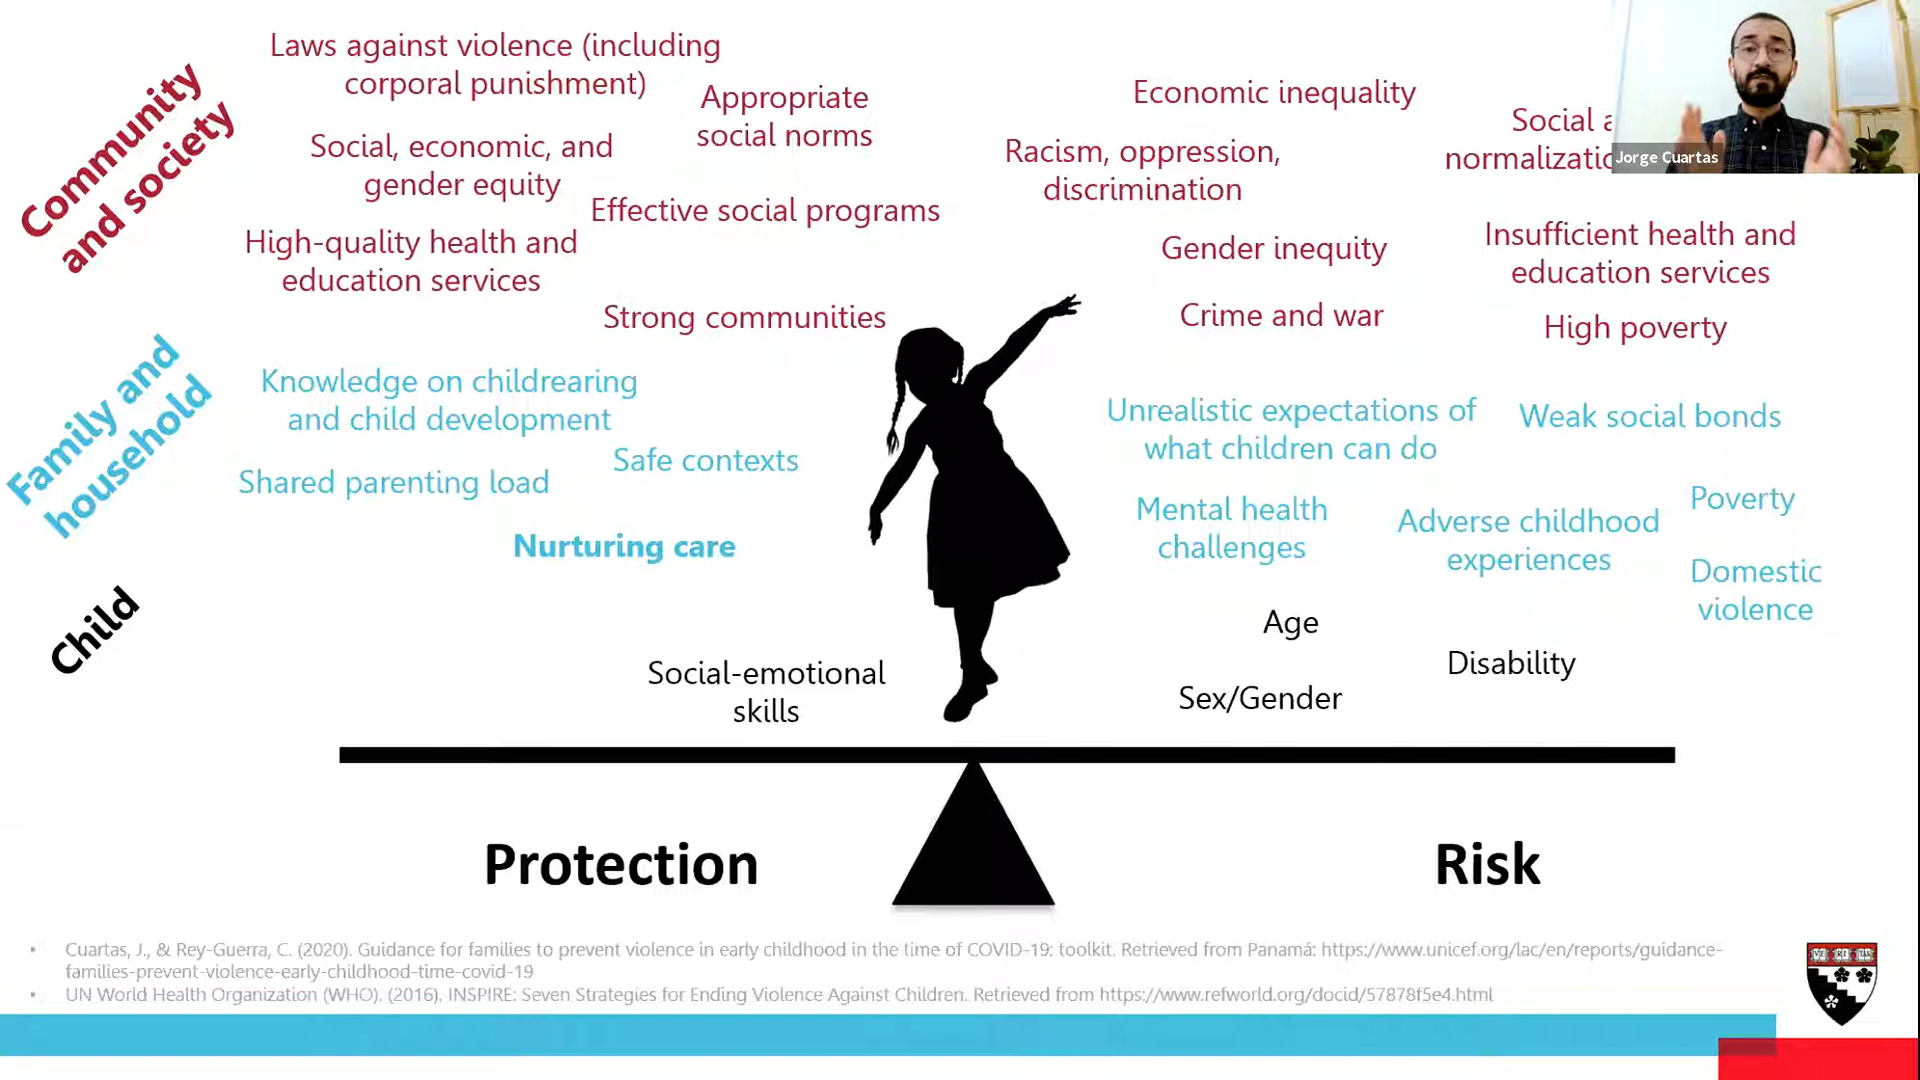 Community
and society
Laws against violence (including
corporal punishment)
Appropriate
social norms
Social, economic, and
gender equity
Effective social programs
High-quality health and
education services
Strong communities
Economic inequality
Racism, oppression,
discrimination
Social
normalizatio
Jorge Cuartas
Gender inequity
Insufficient health and
education services
Crime and war
High poverty
Family and
household
Knowledge on childrearing
and child development
Safe contexts
Shared parenting load
Nurturing care
Unrealistic expectations of
what children can do
Weak social bonds
Mental health
challenges
Adverse childhood
experiences
Poverty
Domestic
violence
Child
Social-emotional
skills
Age
Disability
Sex/Gender
Protection
Risk
• Cuartas, J., & Rey-Guerra, C. (2020). Guidance for families to prevent violence in early childhood in the time of COVID-19: toolkit. Retrieved from Panamá: https://www.unicef.org/lac/en/reports/guidance-
families-prevent-violence-early-childhood-time-covid-19
• UN World Health Organization (WHO). (2016). INSPIRE: Seven Strategies for Ending Violence Against Children. Retrieved from https://www.refworld.org/docid/57878f5e4.html
VE RI TAS